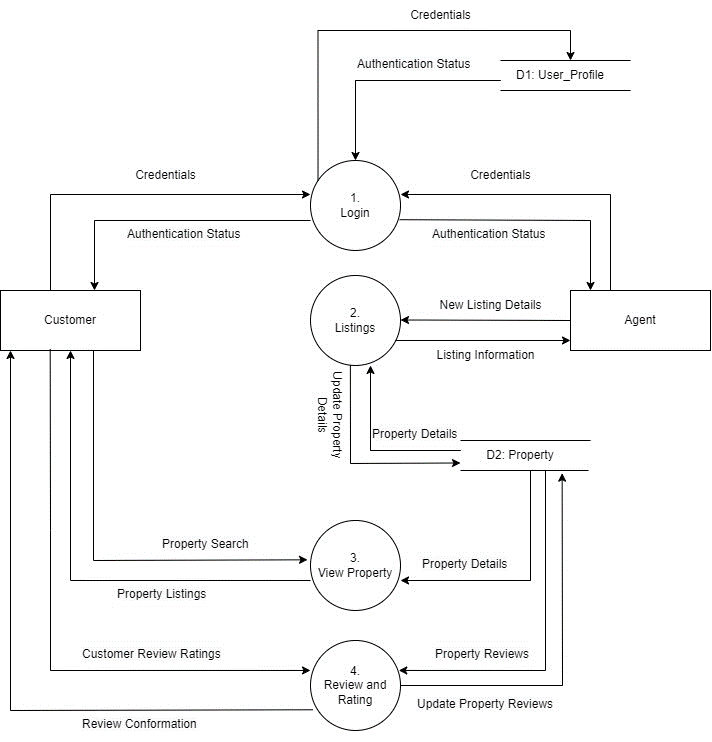 Credentials
Authentication Status
D1: User_Profile
Credentials
1.
Login
Credentials
Authentication Status
Authentication Status
Customer
2.
Listings
New Listing Details
Agent
Listing Information
Update Property
Details
Property Details
D2: Property
Property Search
3.
View Property
Property Details
Property Listings
Customer Review Ratings
4.
Review and
Rating
Property Reviews
Update Property Reviews
Review Conformation